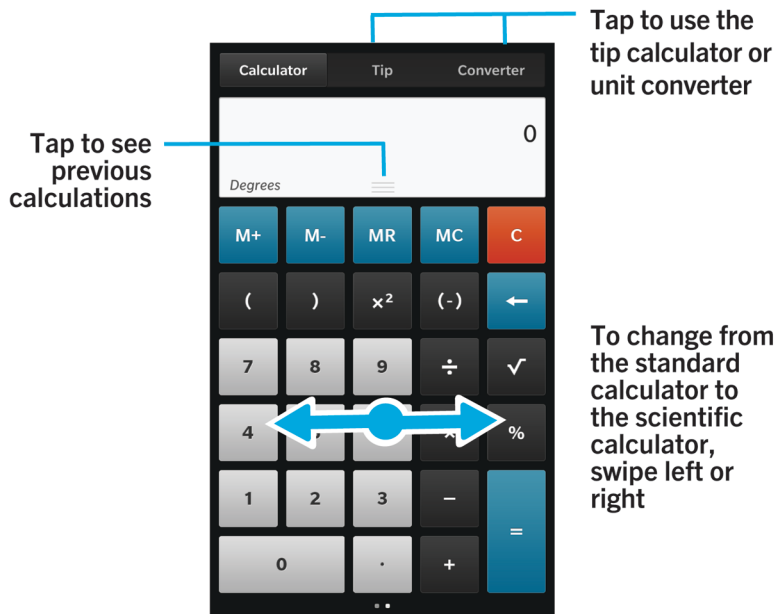 Tap to use the
tip calculator or
unit converter
Calculator Tip Converter
0
Tap to see
previous
calculations
Degrees
M+ M- MR MC C
( ) x² (-) ←
7 8 9 ÷ √
4 %
To change from
the standard
calculator to
the scientific
calculator,
swipe left or
right
1 2 3 − =
0 . +